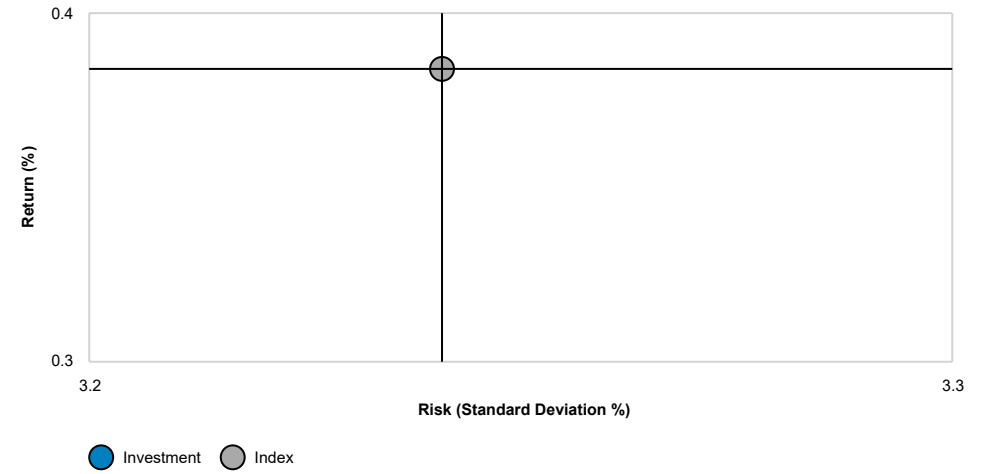 0.4
Return (%)
0.3
3.2
3.3
Risk (Standard Deviation %)
Investment
Index